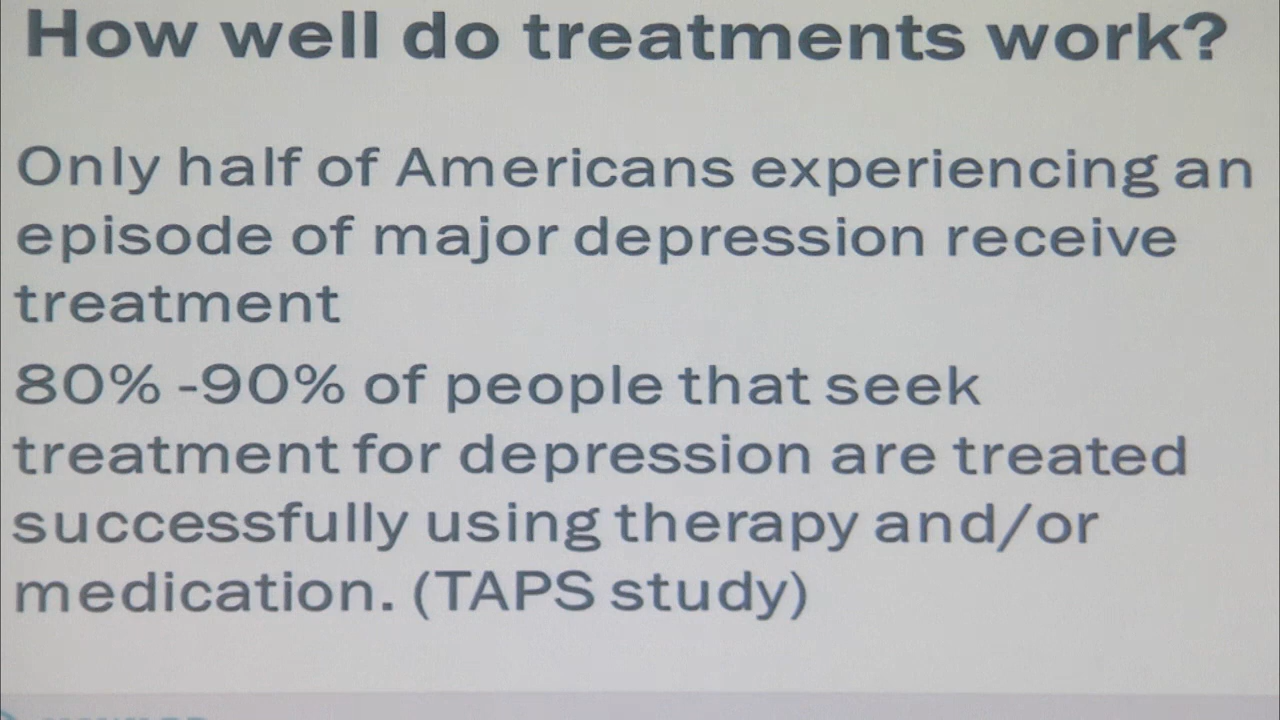 How well do treatments work?
Only half of Americans experiencing an
episode of major depression receive
treatment
80% -90% of people that seek
treatment for depression are treated
successfully using therapy and/or
medication. (TAPS study)